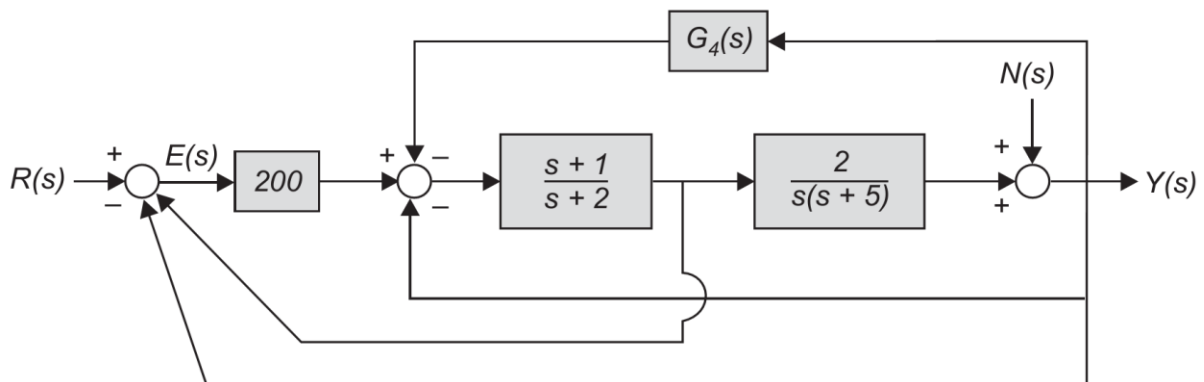 G₄(s)
N(s)
R(s)
+
–
E(s)
200
+
–
–
s + 1
s + 2
2
s(s + 5)
+
+
Y(s)